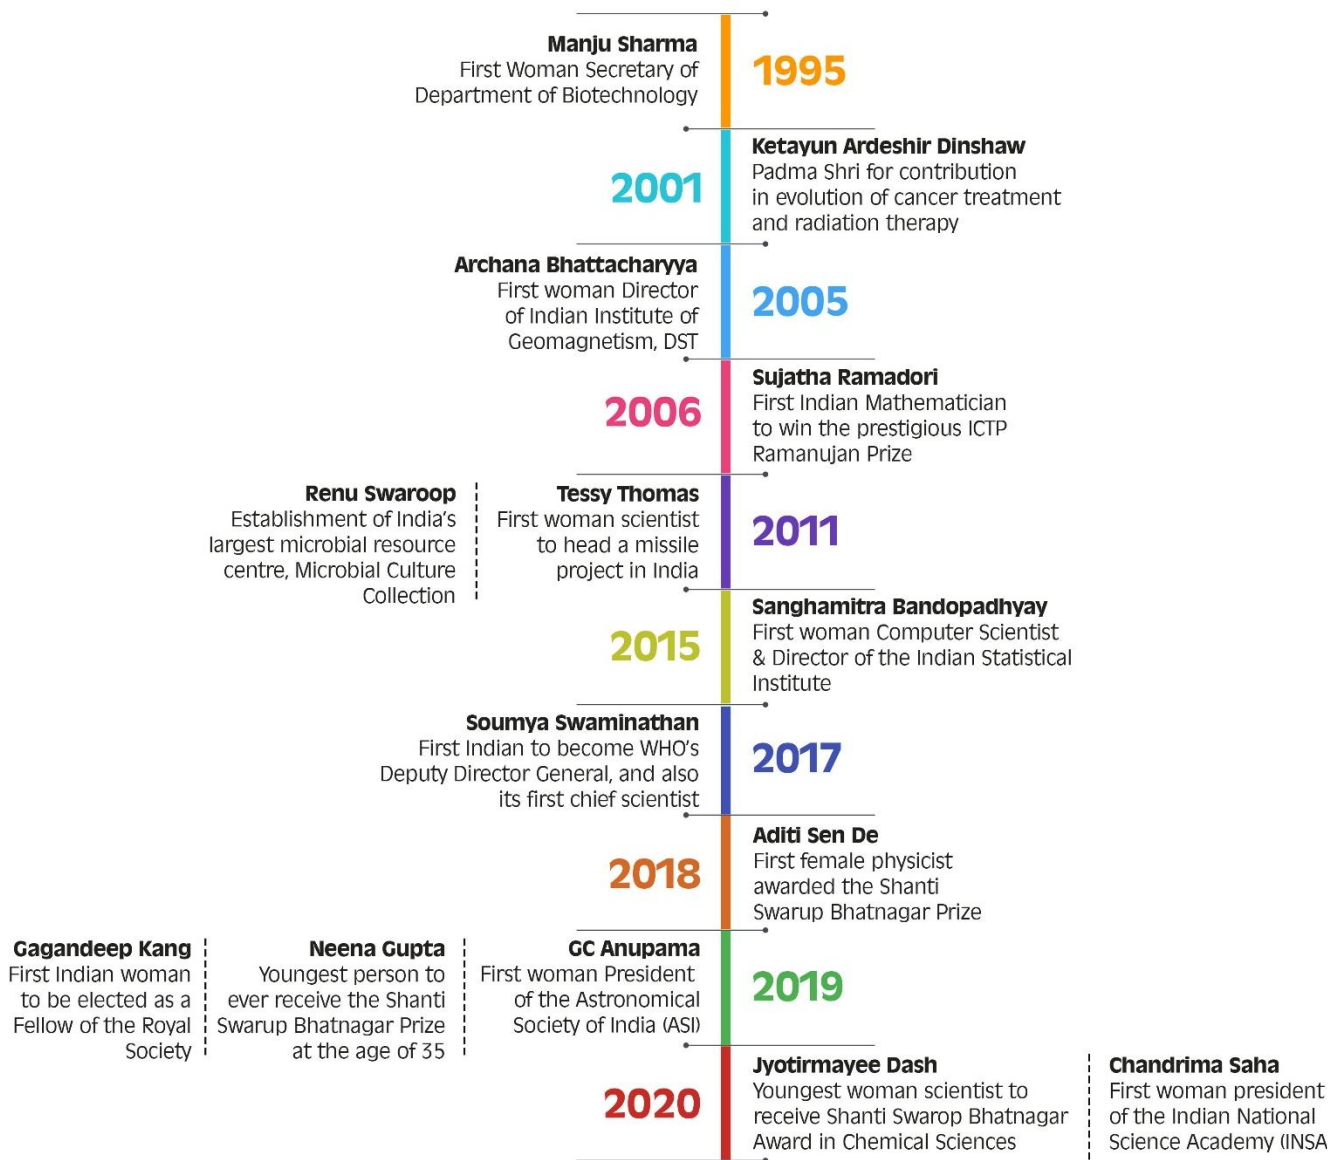 Manju Sharma
First Woman Secretary of
Department of Biotechnology
1995
2001
Ketayun Ardeshir Dinshaw
Padma Shri for contribution
in evolution of cancer treatment
and radiation therapy
Archana Bhattacharyya
First woman Director
of Indian Institute of
Geomagnetism, DST
2005
2006
Sujatha Ramadori
First Indian Mathematician
to win the prestigious ICTP
Ramanujan Prize
Renu Swaroop
Establishment of India's
largest microbial resource
centre, Microbial Culture
Collection
Tessy Thomas
First woman scientist
to head a missile
project in India
2011
2015
Sanghamitra Bandopadhyay
First woman Computer Scientist
& Director of the Indian Statistical
Institute
Soumya Swaminathan
First Indian to become WHO's
Deputy Director General, and also
its first chief scientist
2017
2018
Aditi Sen De
First female physicist
awarded the Shanti
Swarup Bhatnagar Prize
Gagandeep Kang
First Indian woman
to be elected as a
Fellow of the Royal
Society
Neena Gupta
Youngest person to
ever receive the Shanti
Swarup Bhatnagar Prize
at the age of 35
GC Anupama
First woman President
of the Astronomical
Society of India (ASI)
2019
2020
Jyotirmayee Dash
Youngest woman scientist to
receive Shanti Swarop Bhatnagar
Award in Chemical Sciences
Chandrima Saha
First woman president
of the Indian National
Science Academy (INSA